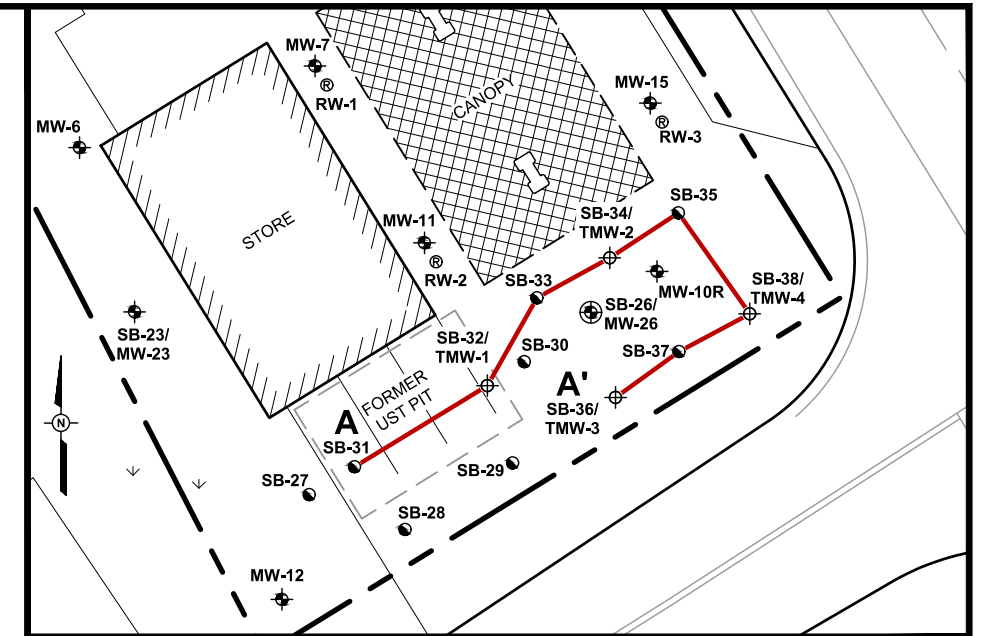 MW-7
Ⓡ
RW-1
CANOPY
MW-15
Ⓡ
RW-3
MW-6
STORE
MW-11
Ⓡ
RW-2
SB-34/
TMW-2
SB-35
SB-33
MW-10R
SB-38/
TMW-4
SB-26/
MW-26
SB-23/
MW-23
SB-32/
TMW-1
SB-30
SB-37
A'
SB-36/
TMW-3
N
FORMER
UST PIT
A
SB-31
SB-29
SB-27
SB-28
MW-12